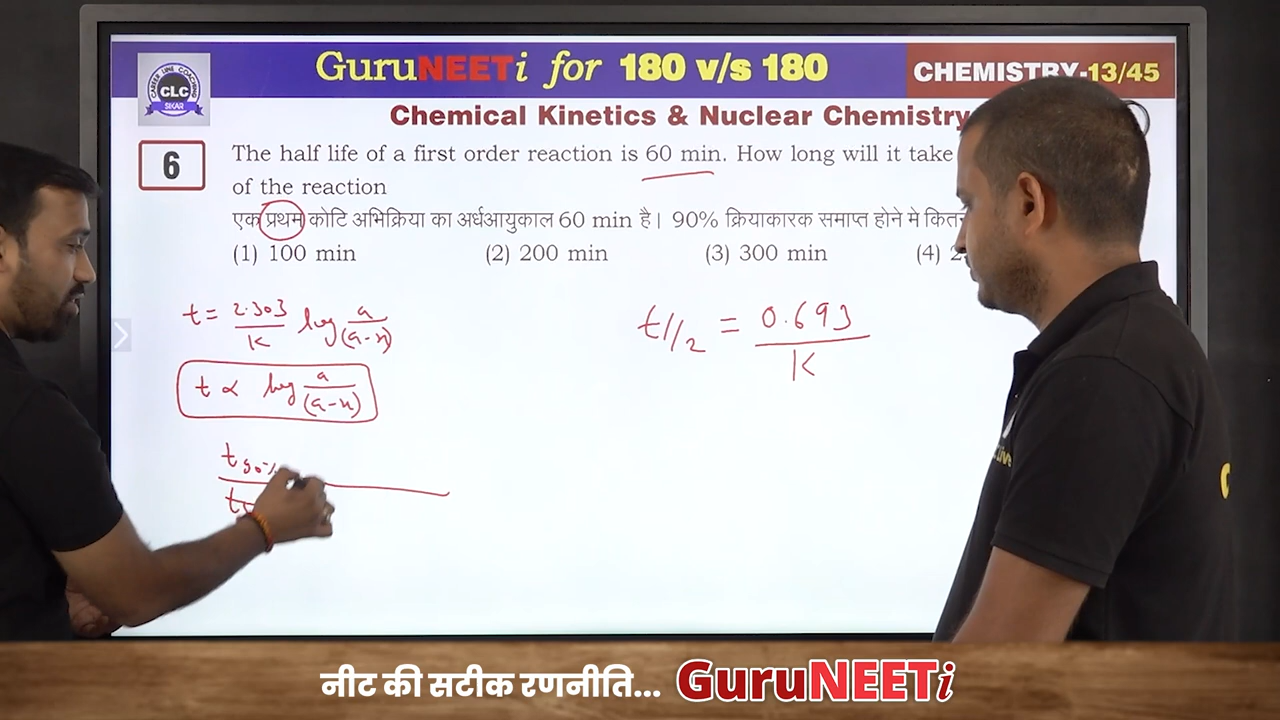 GuruNEETi for 180 v/s 180
CHEMISTRY-13/45
CLC
SIKAR
Chemical Kinetics & Nuclear Chemistry
6
The half life of a first order reaction is 60 min. How long will it take
of the reaction
एक प्रथम कोटि अभिक्रिया का अर्धआयुकाल 60 min है। 90% क्रियाकारक समाप्त होने मे
(1) 100 min (2) 200 min (3) 300 min (4)
t = 2.303/K log a/(a-x)
t1/2 = 0.693/K
t ∝ log a/(a-x)
नीट की सटीक रणनीति... GuruNEETi